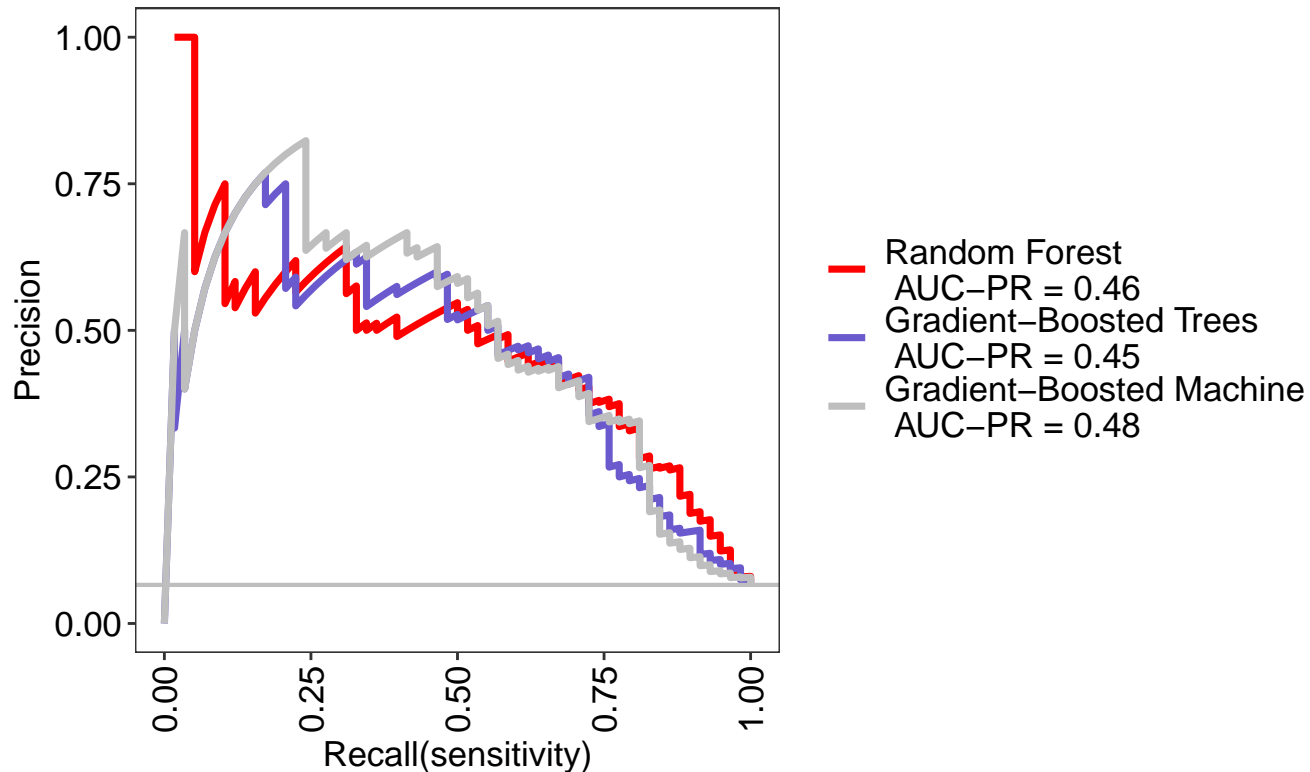 1.00
0.75
0.50
0.25
0.00
Precision
0.00
0.25
0.50
0.75
1.00
Recall(sensitivity)
Random Forest
AUC−PR = 0.46
Gradient−Boosted Trees
AUC−PR = 0.45
Gradient−Boosted Machine
AUC−PR = 0.48